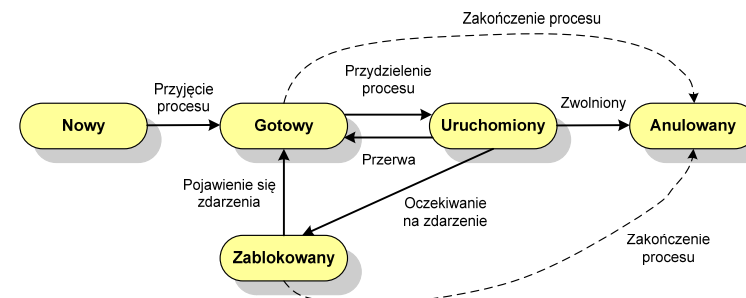 Zakończenie procesu
Przyjęcie
procesu
Przydzielenie
procesu
Zwolniony
Nowy
Gotowy
Uruchomiony
Anulowany
Przerwa
Pojawienie się
zdarzenia
Oczekiwanie
na zdarzenie
Zablokowany
Zakończenie
procesu